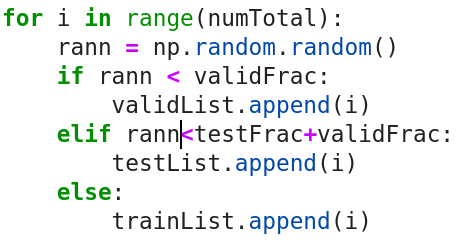 for i in range(numTotal):
    rann = np.random.random()
    if rann < validFrac:
        validList.append(i)
    elif rann<testFrac+validFrac:
        testList.append(i)
    else:
        trainList.append(i)